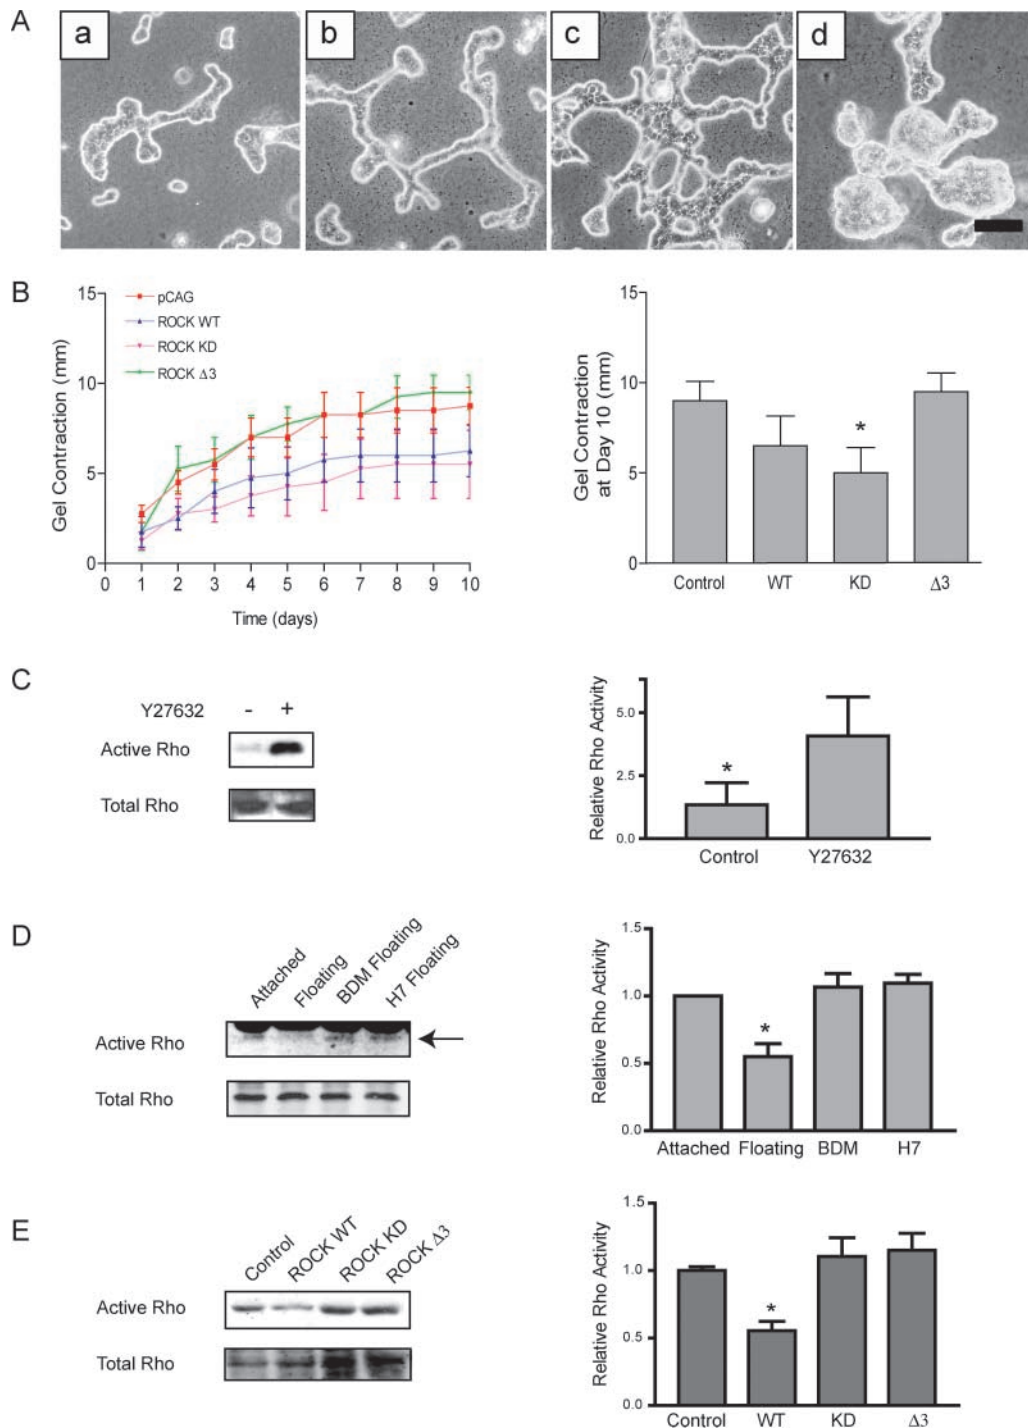 A
a
b
c
d
B
15
10
5
0
Gel Contraction (mm)
pCAG
ROCK WT
ROCK KD
ROCK Δ3
0 1 2 3 4 5 6 7 8 9 10
Time (days)
15
10
5
0
Gel Contraction
at Day 10 (mm)
*
Control WT KD Δ3
C
Y27632 - +
Active Rho
Total Rho
Relative Rho Activity
5.0
2.5
0.0
*
Control Y27632
D
Attached
Floating
BDM Floating
H7 Floating
Active Rho
Total Rho
Relative Rho Activity
1.5
1.0
0.5
0.0
*
Attached Floating BDM H7
E
Control
ROCK WT
ROCK KD
ROCK Δ3
Active Rho
Total Rho
Relative Rho Activity
1.5
1.0
0.5
0.0
*
Control WT KD Δ3